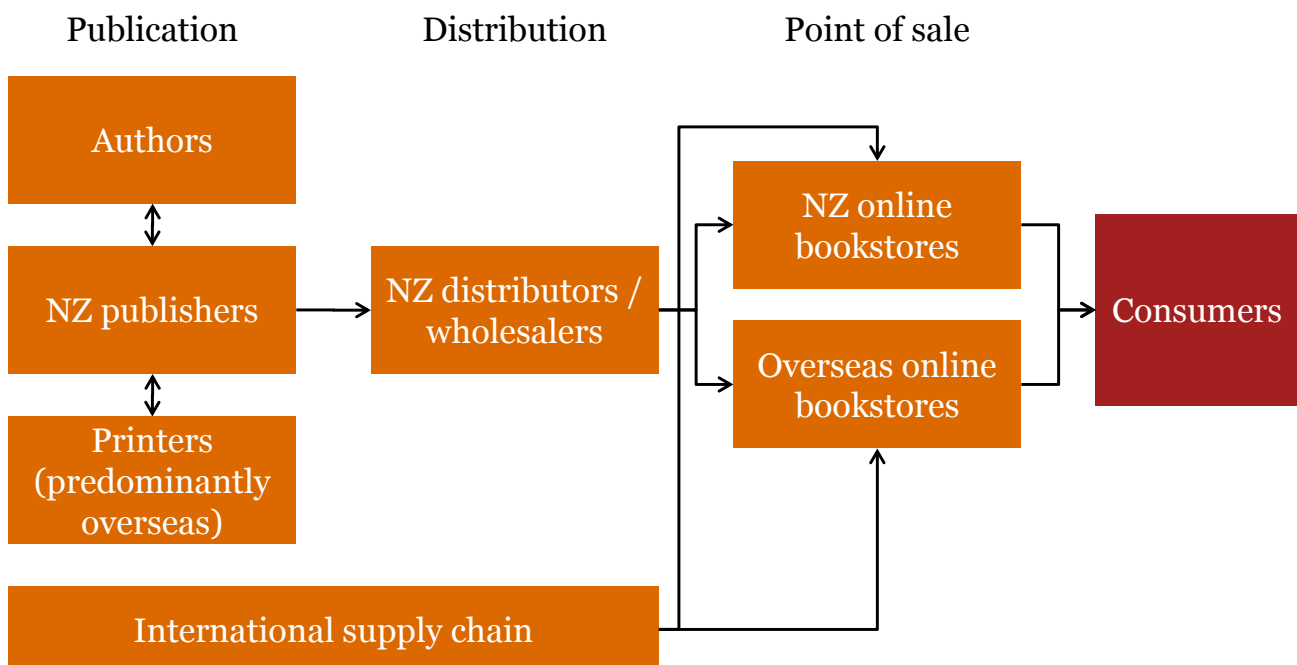 Publication
Distribution
Point of sale
Authors
NZ publishers
Printers
(predominantly
overseas)
NZ distributors /
wholesalers
NZ online
bookstores
Overseas online
bookstores
Consumers
International supply chain